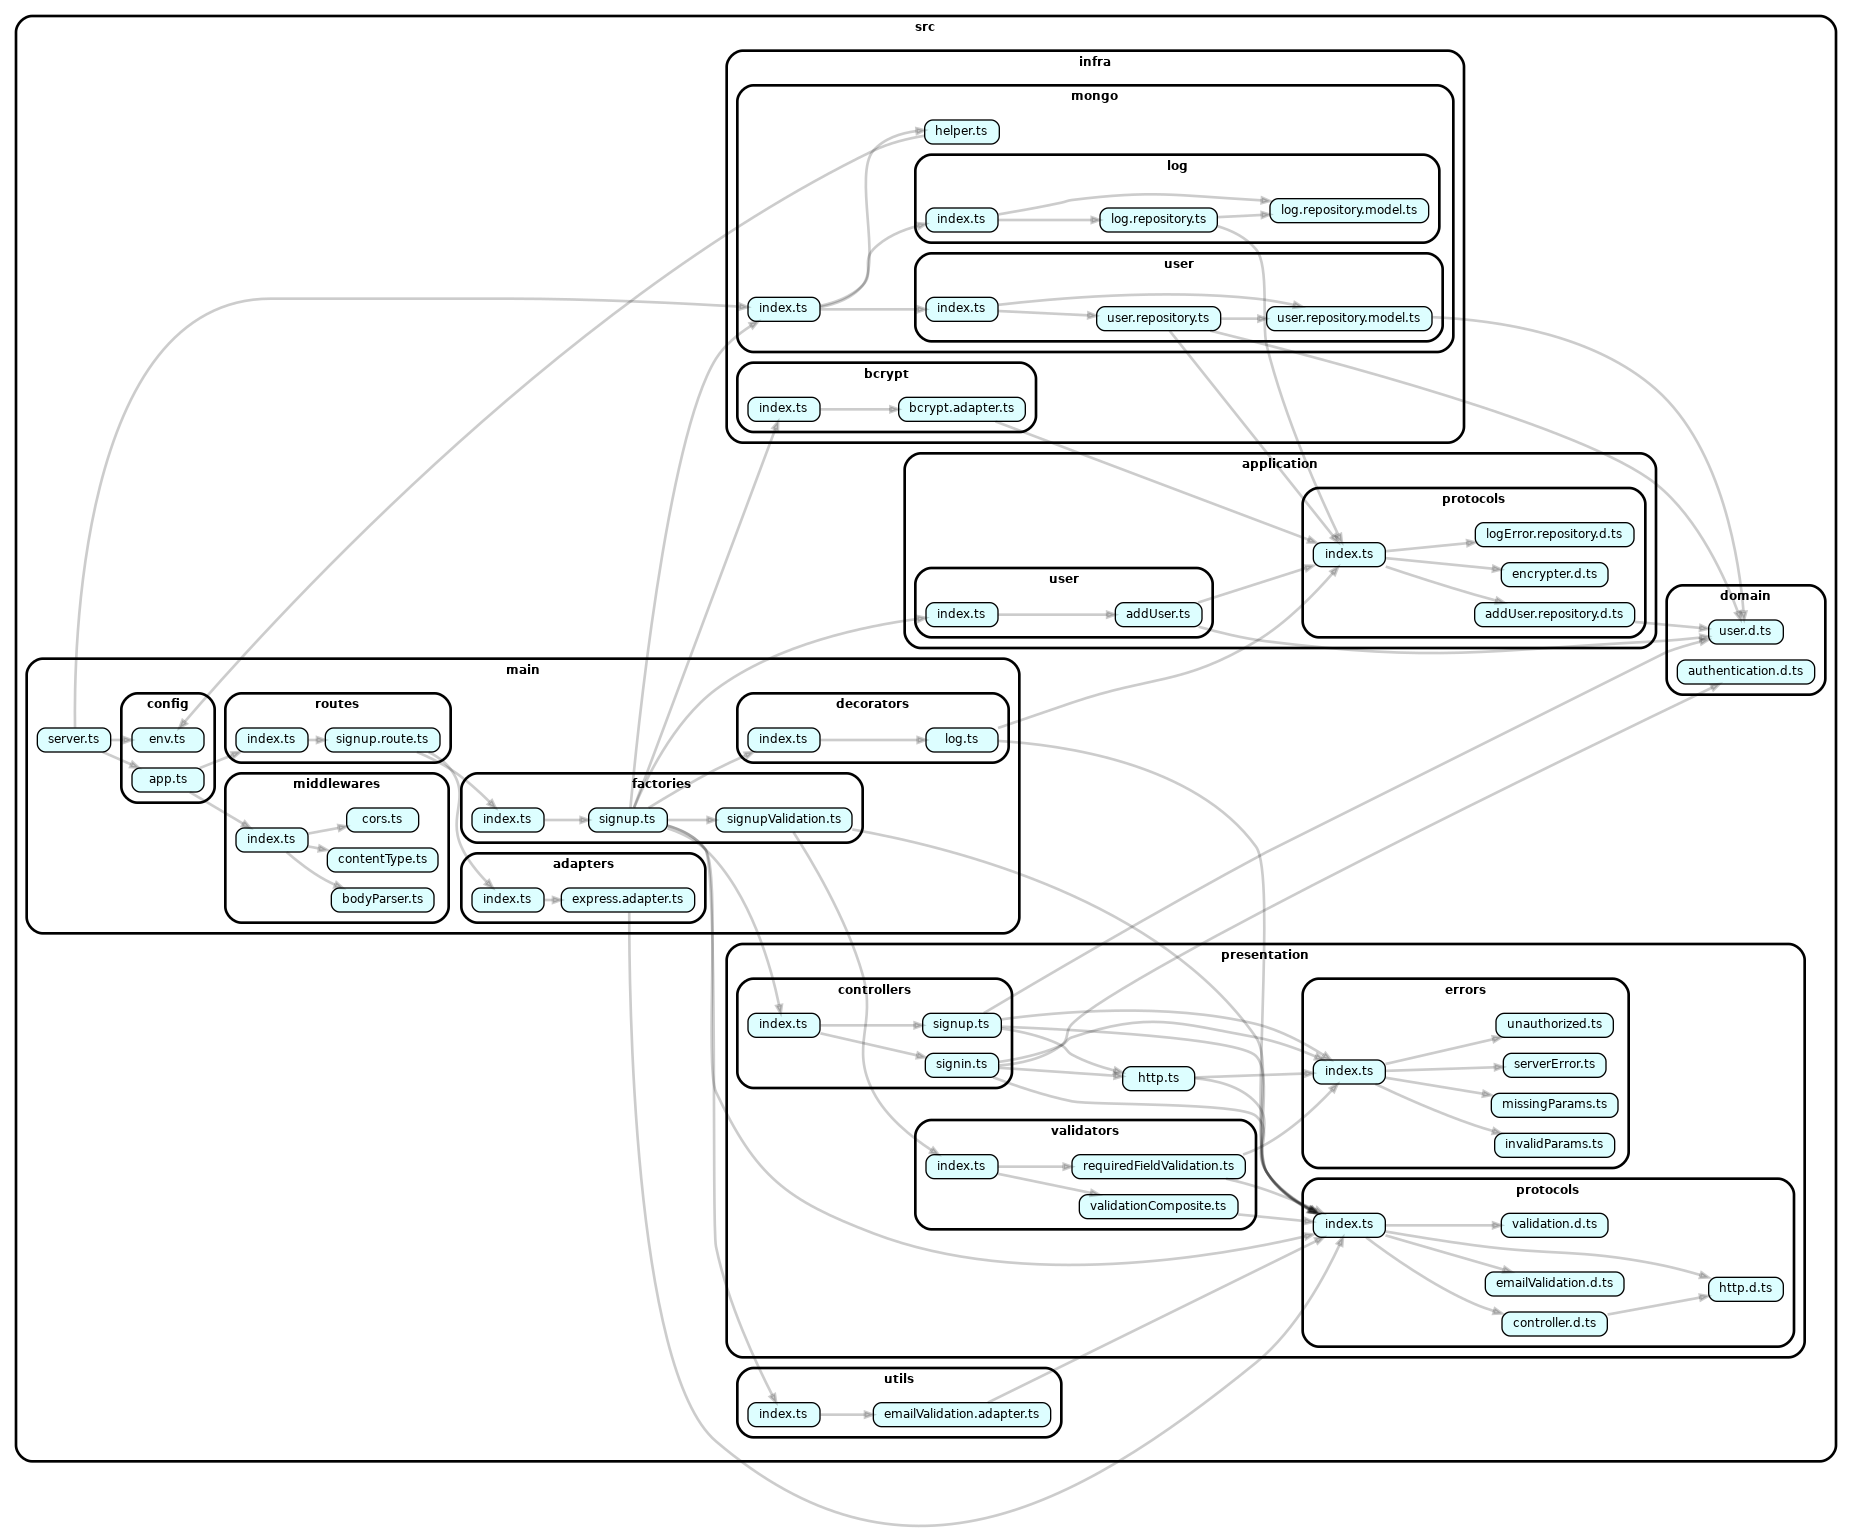 src
infra
mongo
helper.ts
log
index.ts
log.repository.ts
log.repository.model.ts
user
index.ts
index.ts
user.repository.ts
user.repository.model.ts
bcrypt
index.ts
bcrypt.adapter.ts
application
protocols
logError.repository.d.ts
index.ts
encrypter.d.ts
addUser.repository.d.ts
user
index.ts
addUser.ts
domain
user.d.ts
authentication.d.ts
main
server.ts
config
env.ts
app.ts
routes
index.ts
signup.route.ts
decorators
index.ts
log.ts
middlewares
index.ts
cors.ts
contentType.ts
bodyParser.ts
factories
index.ts
signup.ts
signupValidation.ts
adapters
index.ts
express.adapter.ts
presentation
controllers
index.ts
signup.ts
signin.ts
http.ts
errors
index.ts
unauthorized.ts
serverError.ts
missingParams.ts
invalidParams.ts
validators
index.ts
requiredFieldValidation.ts
validationComposite.ts
protocols
index.ts
validation.d.ts
emailValidation.d.ts
http.d.ts
controller.d.ts
utils
index.ts
emailValidation.adapter.ts